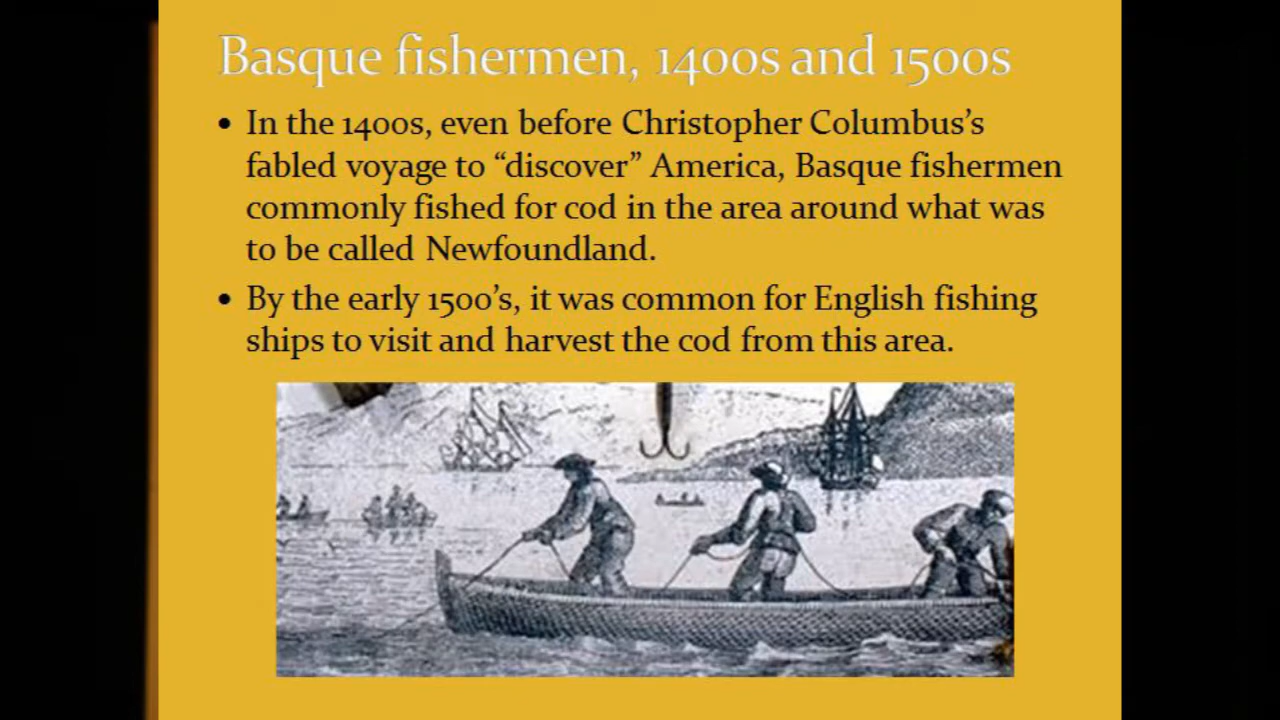 Basque fishermen, 1400s and 1500s
• In the 1400s, even before Christopher Columbus’s
fabled voyage to “discover” America, Basque fishermen
commonly fished for cod in the area around what was
to be called Newfoundland.
• By the early 1500’s, it was common for English fishing
ships to visit and harvest the cod from this area.